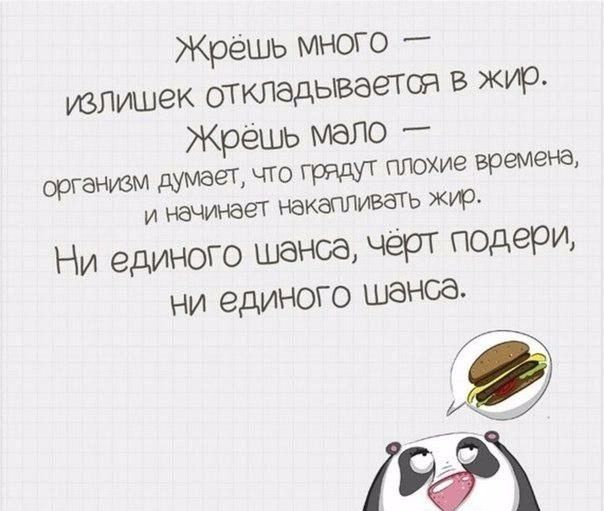 Жрёшь много —
излишек откладывается в жир.
Жрёшь мало —
организм думает, что грядут плохие времена,
и начинает накапливать жир.
Ни единого шанса, чёрт подери,
ни единого шанса.